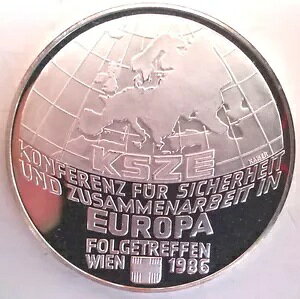 KSZE
KONFERENZ FÜR SICHERHEIT
UND ZUSAMMENARBEIT IN
EUROPA
FOLGETREFFEN
WIEN 1986